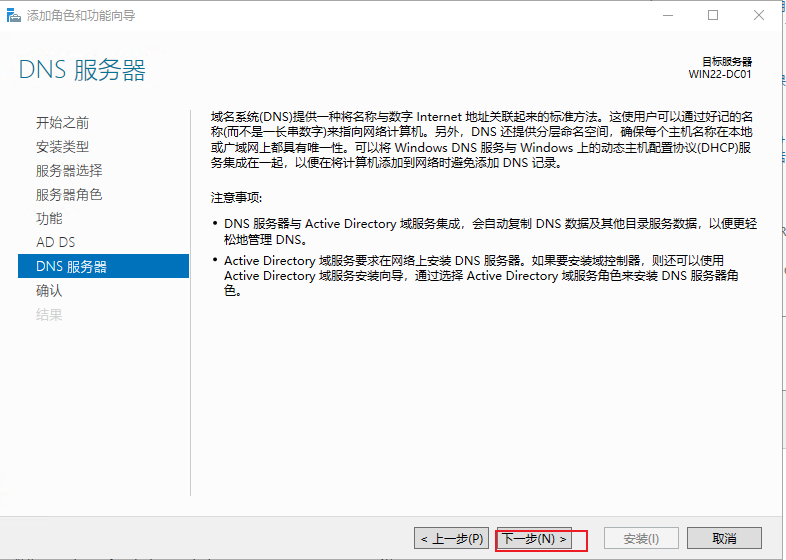 添加角色和功能向导
DNS 服务器
目标服务器
WIN22-DC01
开始之前
安装类型
服务器选择
服务器角色
功能
AD DS
DNS 服务器
确认
结果
域名系统(DNS)提供一种将名称与数字 Internet 地址关联起来的标准方法。这使用户可以通过好记的名
称(而不是一长串数字)来指向网络计算机。另外，DNS 还提供分层命名空间，确保每个主机名称在本地
或广域网上都具有唯一性。可以将 Windows DNS 服务与 Windows 上的动态主机配置协议(DHCP)服
务集成在一起，以便在将计算机添加到网络时避免添加 DNS 记录。
注意事项:
• DNS 服务器与 Active Directory 域服务集成，会自动复制 DNS 数据及其他目录服务数据，以便更轻
松地管理 DNS。
• Active Directory 域服务要求在网络上安装 DNS 服务器。如果要安装域控制器，则还可以使用
Active Directory 域服务安装向导，通过选择 Active Directory 域服务角色来安装 DNS 服务器角
色。
< 上一步(P)
下一步(N) >
安装(I)
取消